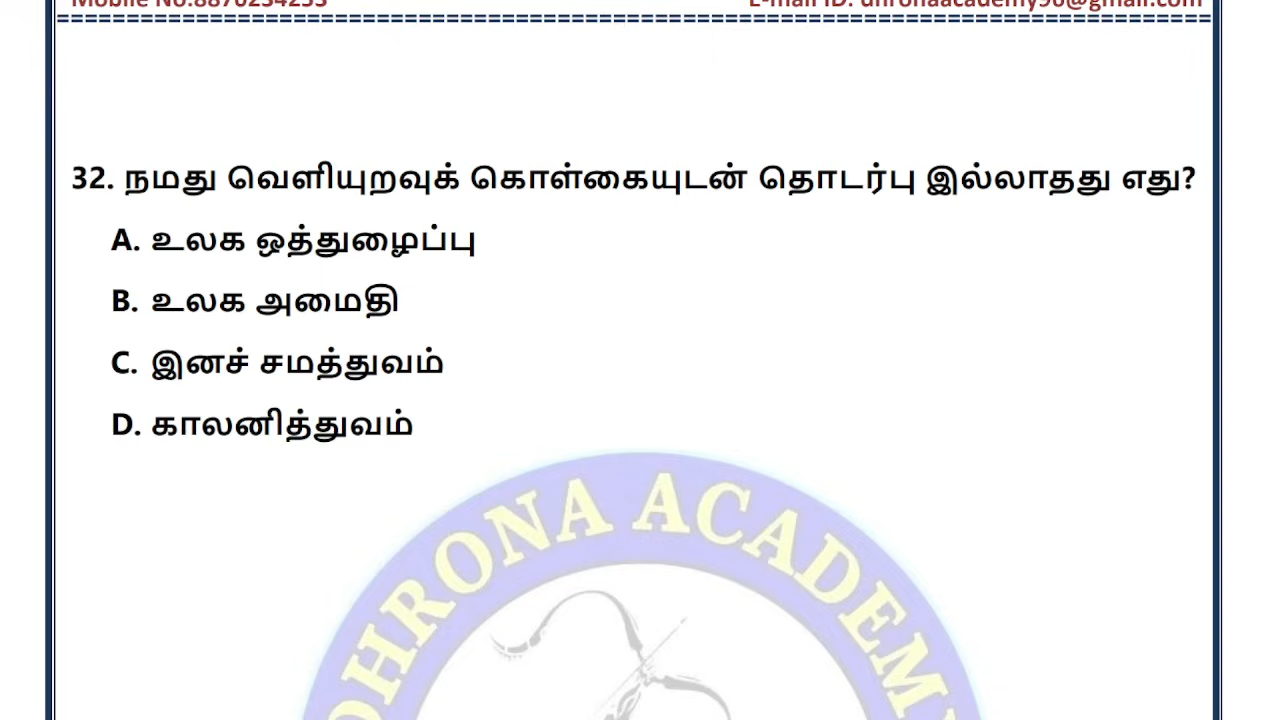 Mobile No:8870234233
E-mail ID: dhronaacademy90@gmail.com
32. நமது வெளியுறவுக் கொள்கையுடன் தொடர்பு இல்லாதது எது?
A. உலக ஒத்துழைப்பு
B. உலக அமைதி
C. இனச் சமத்துவம்
D. காலனித்துவம்
DHRONA ACADEMY